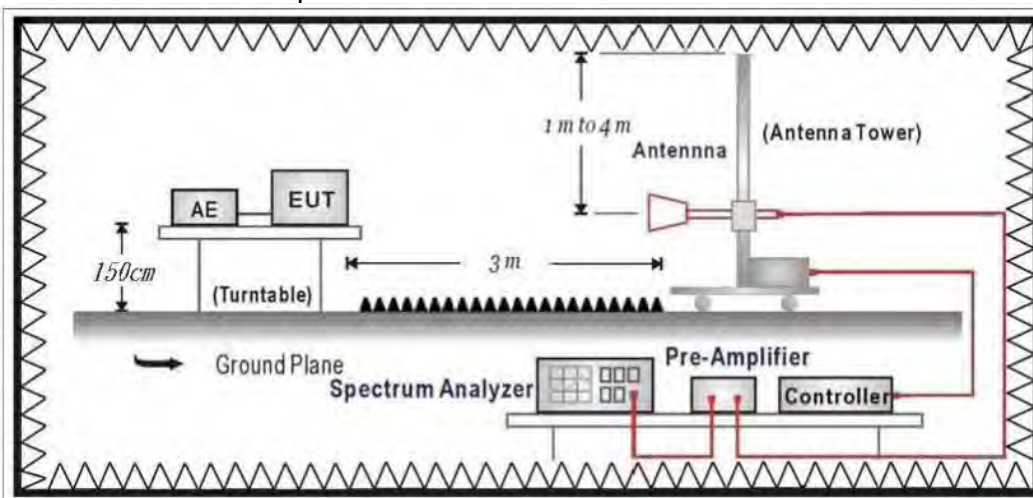 1 m to 4 m
(Antenna Tower)
Antennna
AE
EUT
150cm
3 m
(Turntable)
Ground Plane
Pre-Amplifier
Spectrum Analyzer
Controller